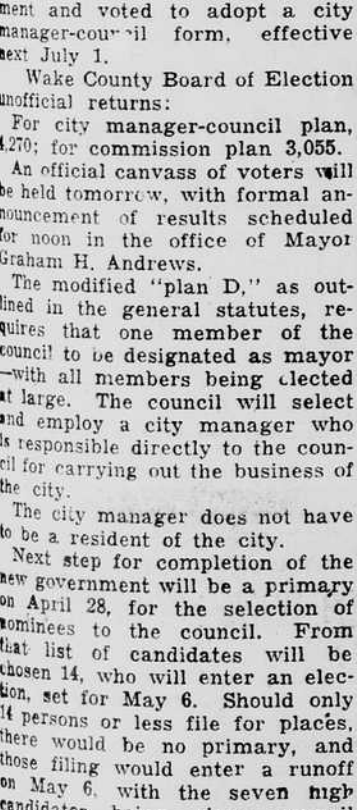 ment and voted to adopt a city
manager-council form, effective
next July 1.
Wake County Board of Election
unofficial returns:
For city manager-council plan,
4,270; for commission plan 3,055.
An official canvass of voters will
be held tomorrow, with formal an-
nouncement of results scheduled
for noon in the office of Mayor
Graham H. Andrews.
The modified "plan D," as out-
lined in the general statutes, re-
quires that one member of the
council to be designated as mayor
—with all members being elected
at large. The council will select
and employ a city manager who
is responsible directly to the coun-
cil for carrying out the business of
the city.
The city manager does not have
to be a resident of the city.
Next step for completion of the
new government will be a primary
on April 28, for the selection of
nominees to the council. From
that list of candidates will be
chosen 14, who will enter an elec-
tion, set for May 6. Should only
14 persons or less file for places,
there would be no primary, and
those filing would enter a runoff
on May 6, with the seven high